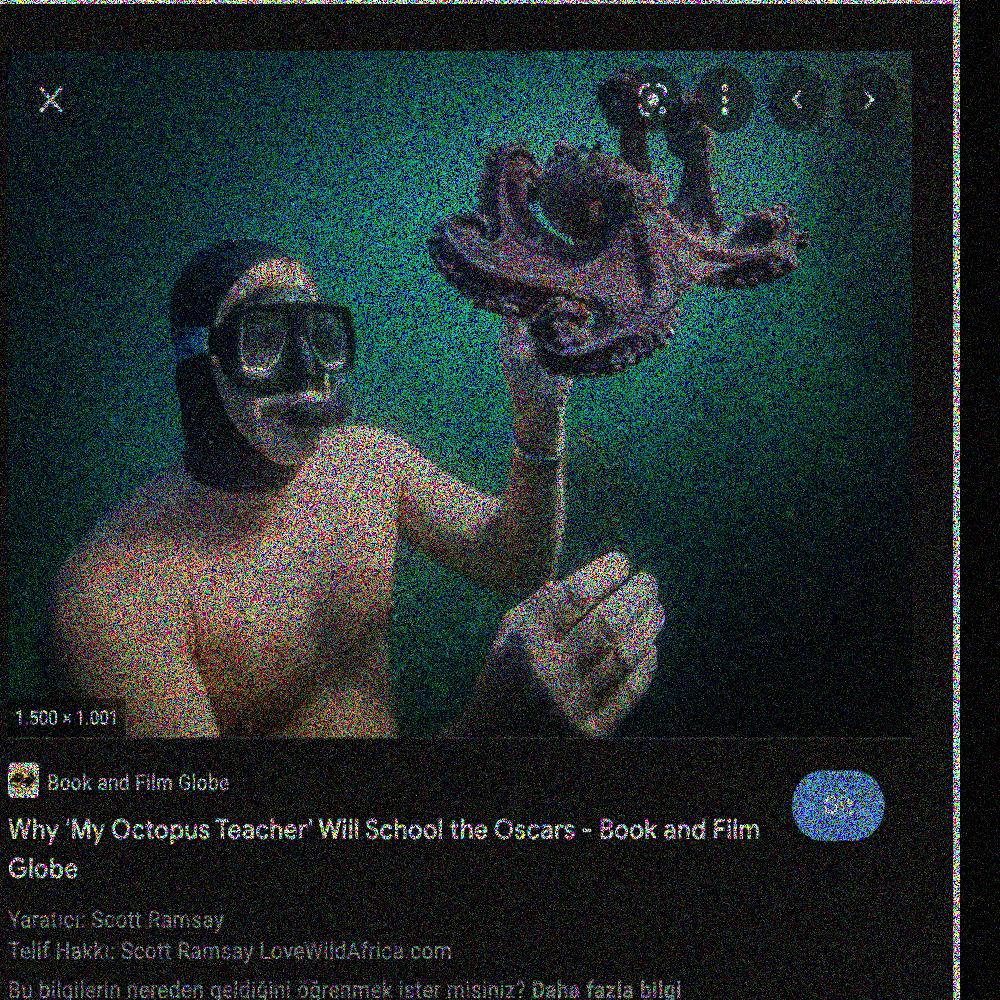 1.500 × 1.001
Book and Film Globe
Why 'My Octopus Teacher' Will School the Oscars - Book and Film
Globe
Yaratıcı: Scott Ramsay
Telif Hakkı: Scott Ramsay LoveWildAfrica.com
Bu bilgilerin nereden geldiğini öğrenmek ister misiniz? Daha fazla bilgi